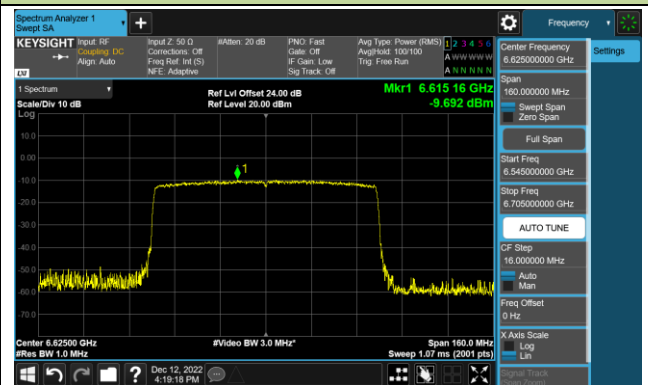 Spectrum Analyzer 1
Swept SA
+
Frequency
KEYSIGHT
Input: RF
Coupling: DC
Align: Auto
Input Z: 50 Ω
Corrections: Off
Freq Ref: Int (S)
NFE: Adaptive
#Atten: 20 dB
PNO: Fast
Gate: Off
IF Gain: Low
Sig Track: Off
Avg Type: Power (RMS)
Avg|Hold: 100/100
Trig: Free Run
1 2 3 4 5 6
A W W W W W
A N N N N N
LXI
1 Spectrum
Scale/Div 10 dB
Log
Ref Lvl Offset 24.00 dB
Ref Level 20.00 dBm
Mkr1 6.615 16 GHz
-9.692 dBm
10.0
0.00
-10.0
-20.0
-30.0
-40.0
-50.0
-60.0
-70.0
1
Center 6.62500 GHz
#Res BW 1.0 MHz
#Video BW 3.0 MHz*
Span 160.0 MHz
Sweep 1.07 ms (2001 pts)
Dec 12, 2022
4:19:18 PM
Center Frequency
6.625000000 GHz
Settings
Span
160.000000 MHz
Swept Span
Zero Span
Full Span
Start Freq
6.545000000 GHz
Stop Freq
6.705000000 GHz
AUTO TUNE
CF Step
16.000000 MHz
Auto
Man
Freq Offset
0 Hz
X Axis Scale
Log
Lin
Signal Track
(Span Zoom)